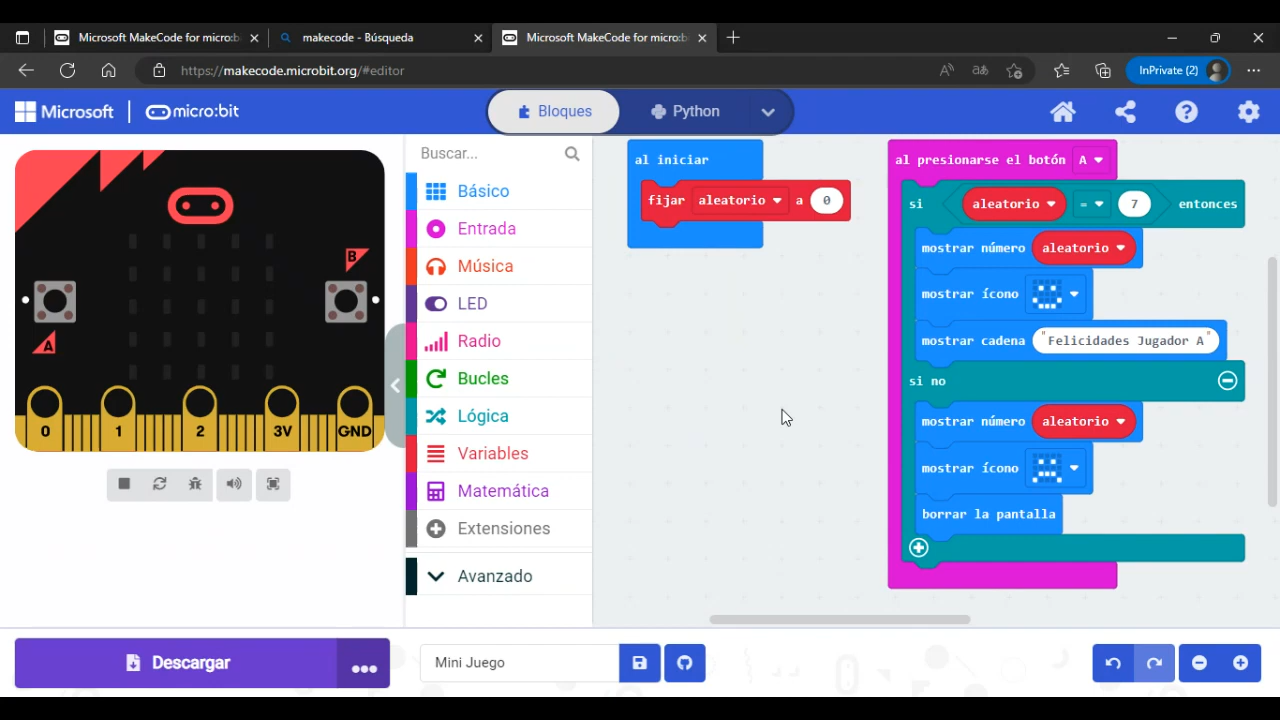 Microsoft MakeCode for micro:b
makecode - Búsqueda
Microsoft MakeCode for micro:b
https://makecode.microbit.org/#editor
InPrivate (2)
Microsoft
micro:bit
Bloques
Python
B
A
0
1
2
3V
GND
Buscar...
Básico
Entrada
Música
LED
Radio
Bucles
Lógica
Variables
Matemática
Extensiones
Avanzado
al iniciar
fijar aleatorio a 0
al presionarse el botón A
si aleatorio = 7 entonces
mostrar número aleatorio
mostrar ícono
mostrar cadena "Felicidades Jugador A"
si no
mostrar número aleatorio
mostrar ícono
borrar la pantalla
Descargar
Mini Juego